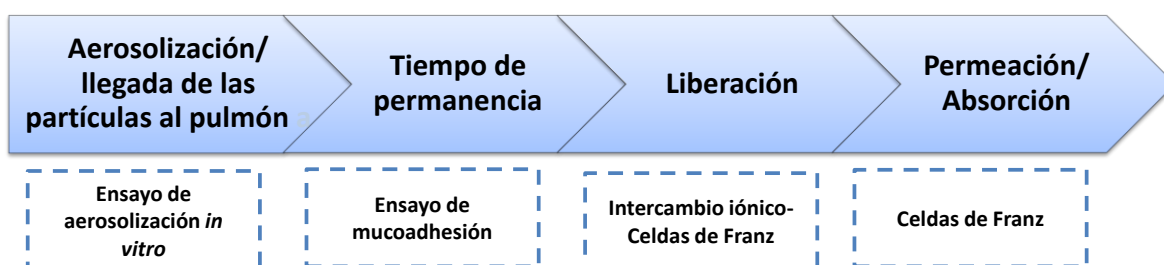 Aerosolización/
llegada de las
partículas al pulmón a
Tiempo de
permanencia
Liberación
Permeación/
Absorción
Ensayo de
aerosolización in
vitro
Ensayo de
mucoadhesión
Intercambio iónico-
Celdas de Franz
Celdas de Franz